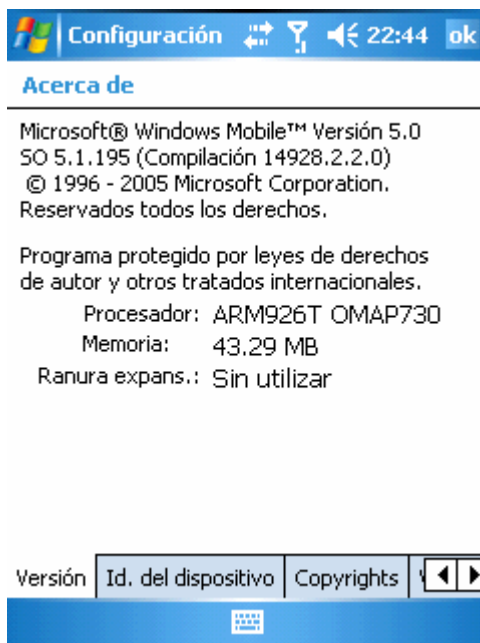 Configuración 22:44 ok
Acerca de
Microsoft® Windows Mobile™ Versión 5.0
SO 5.1.195 (Compilación 14928.2.2.0)
© 1996 - 2005 Microsoft Corporation.
Reservados todos los derechos.
Programa protegido por leyes de derechos
de autor y otros tratados internacionales.
Procesador: ARM926T OMAP730
Memoria: 43.29 MB
Ranura expans.: Sin utilizar
Versión Id. del dispositivo Copyrights